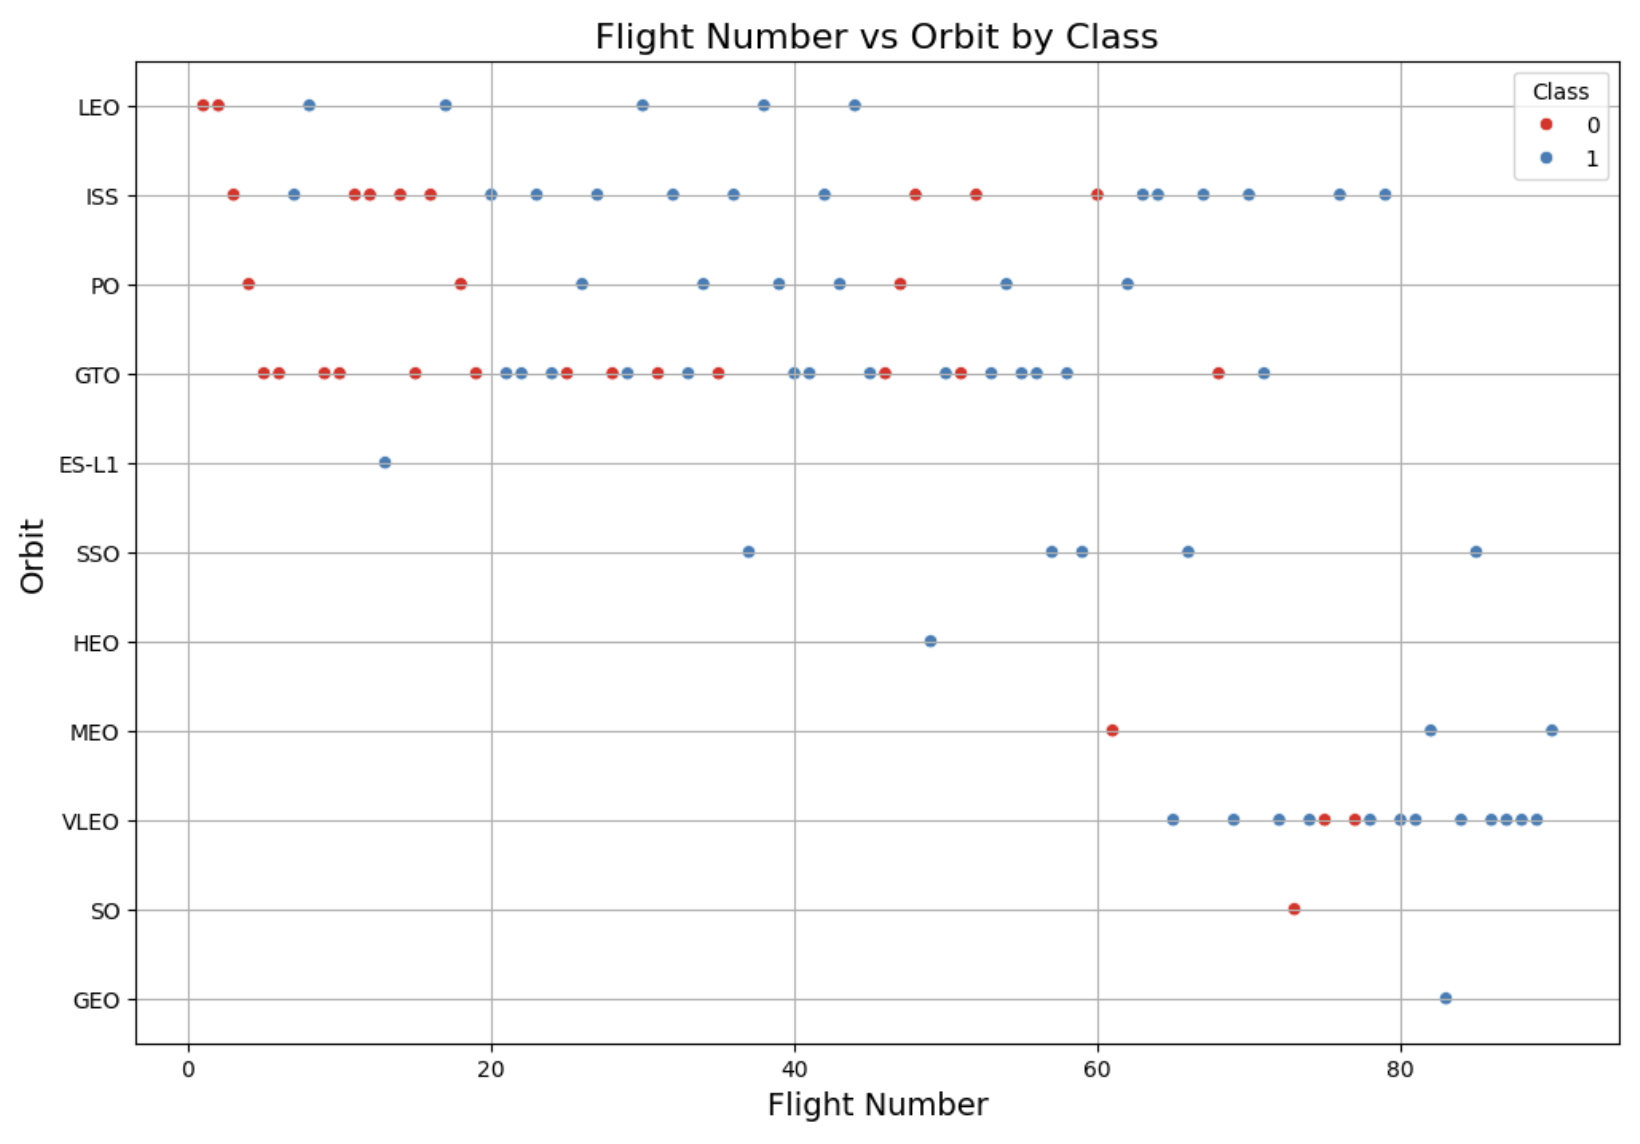 Flight Number vs Orbit by Class
Class
0
1
LEO
ISS
PO
GTO
ES-L1
SSO
HEO
MEO
VLEO
SO
GEO
Orbit
0 20 40 60 80
Flight Number